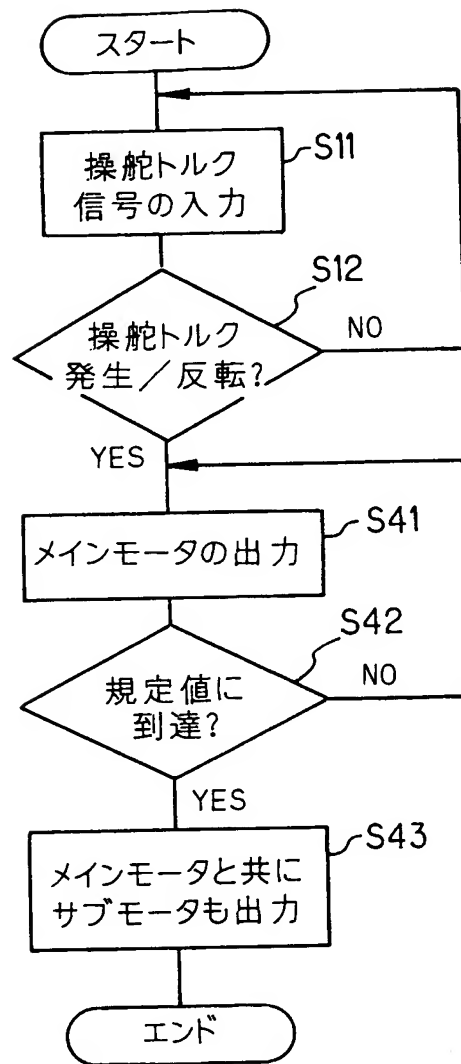 スタート
操舵トルク
信号の入力
S11
S12
操舵トルク
発生／反転?
NO
YES
メインモータの出力
S41
S42
規定値に
到達?
NO
YES
S43
メインモータと共に
サブモータも出力
エンド